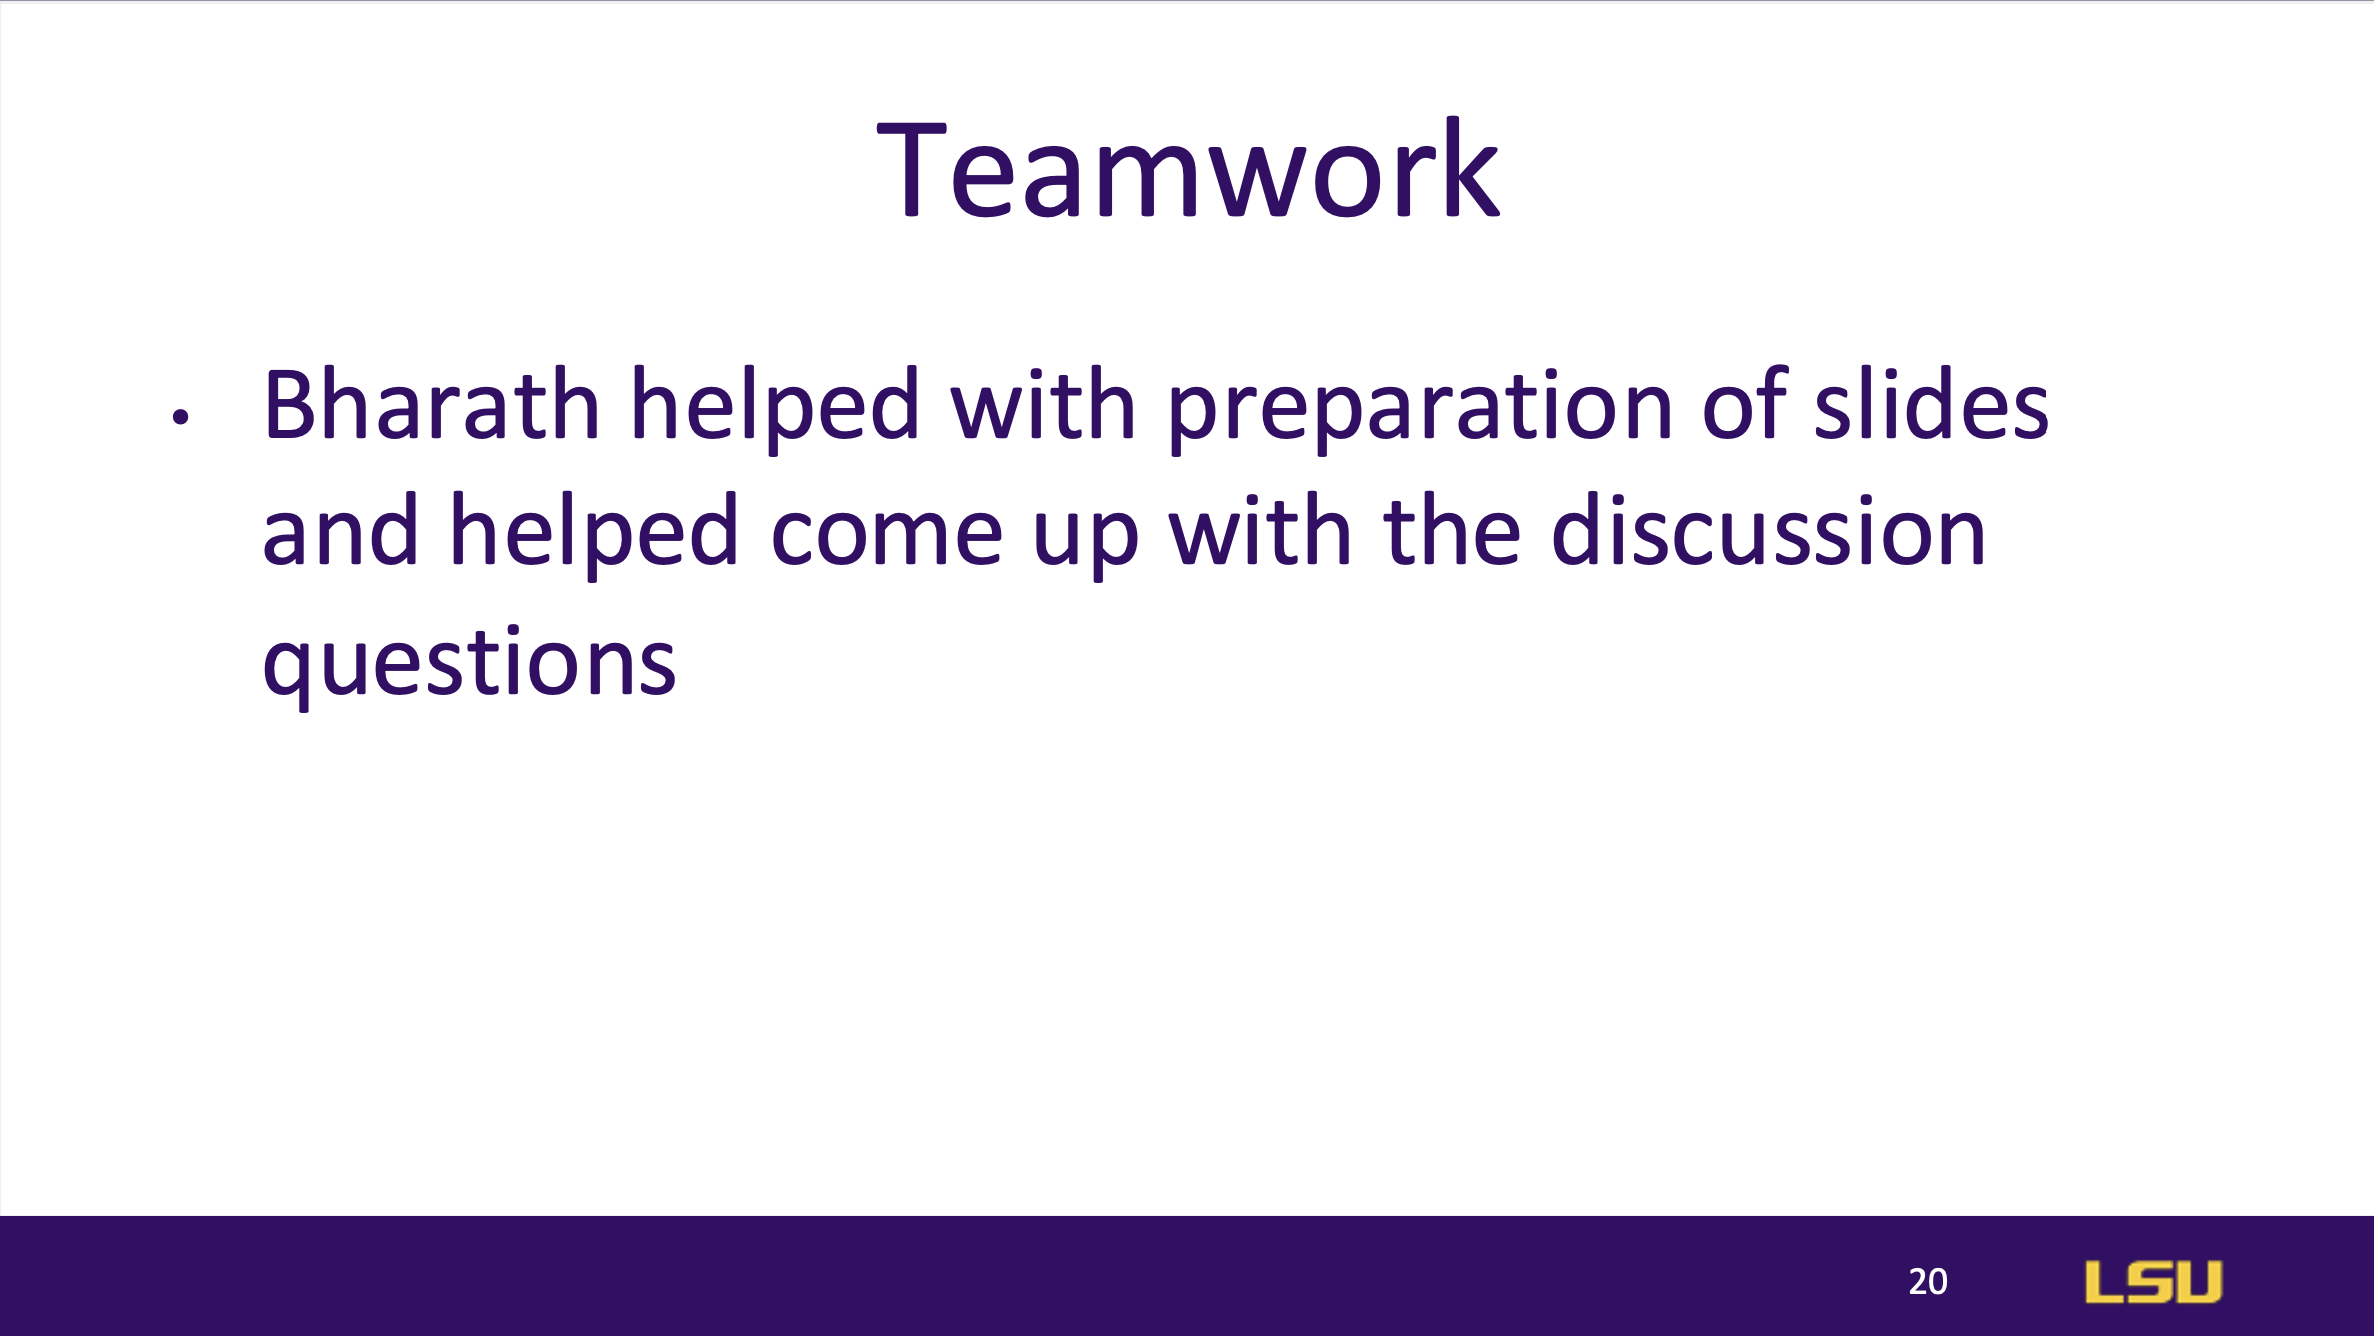 Teamwork
• Bharath helped with preparation of slides
and helped come up with the discussion
questions
20
LSU